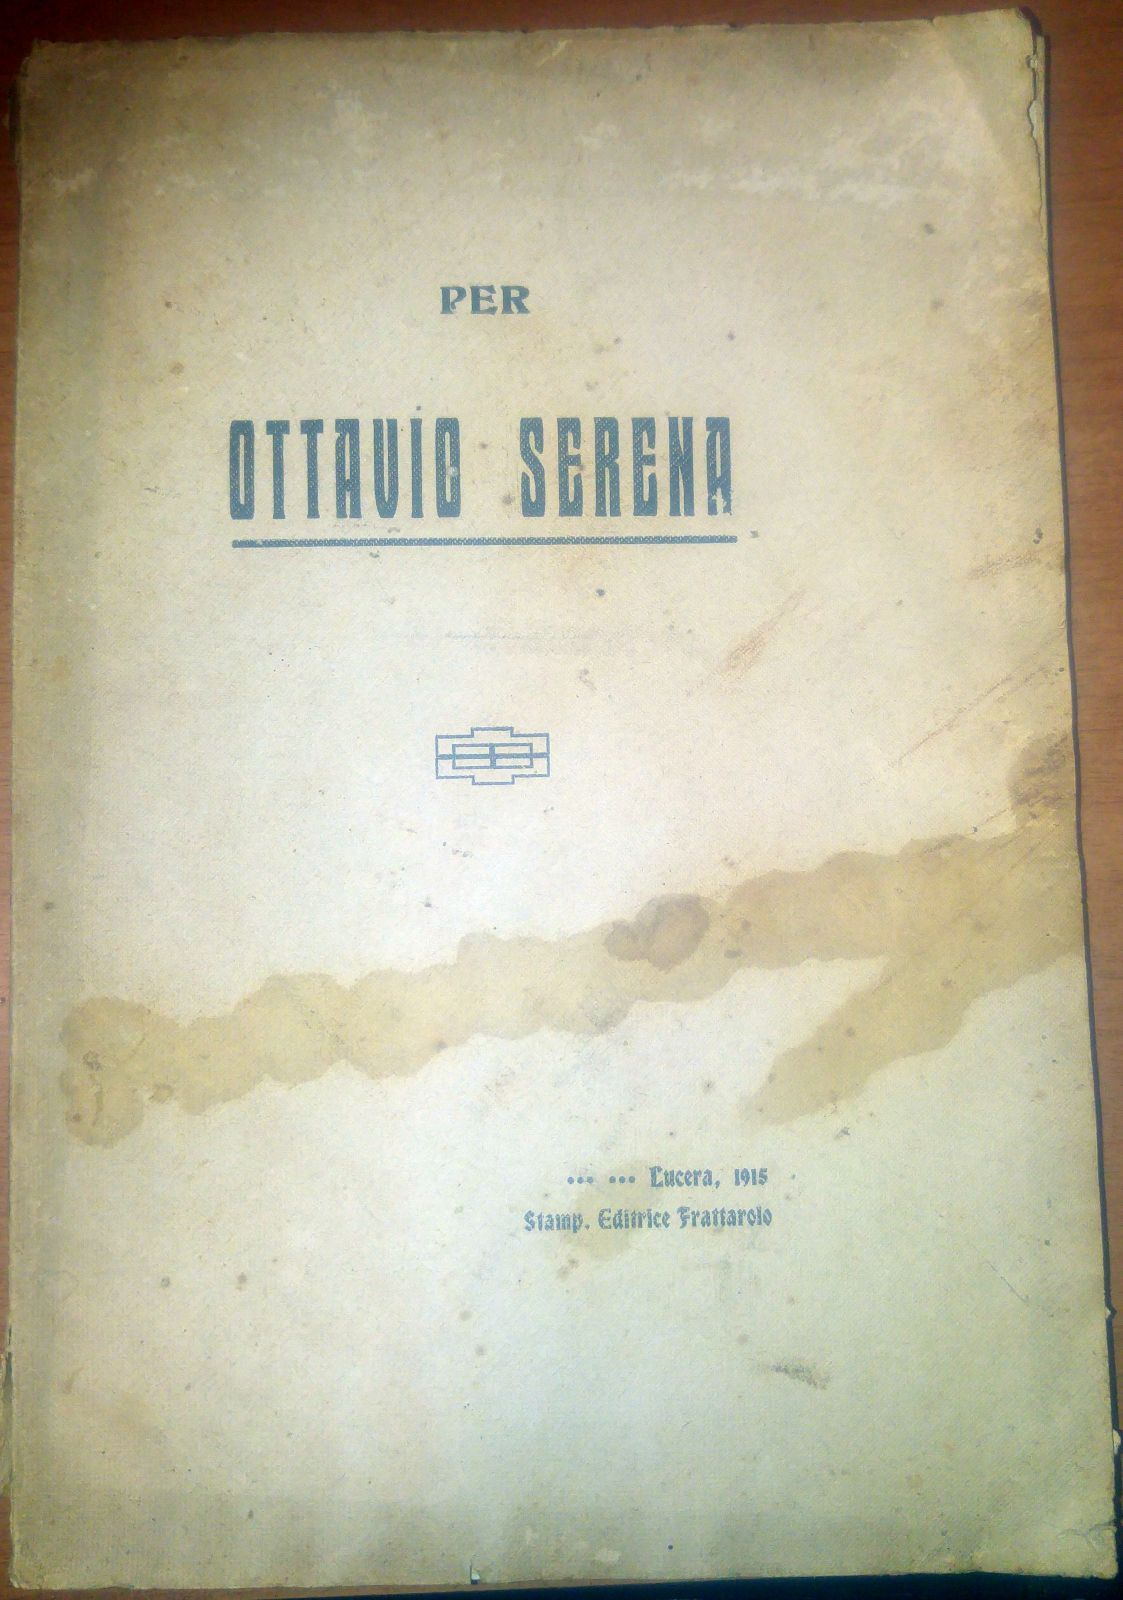 PER
OTTAVIO SERENA
... ... Lucera, 1915
Stamp. Editrice Frattarolo